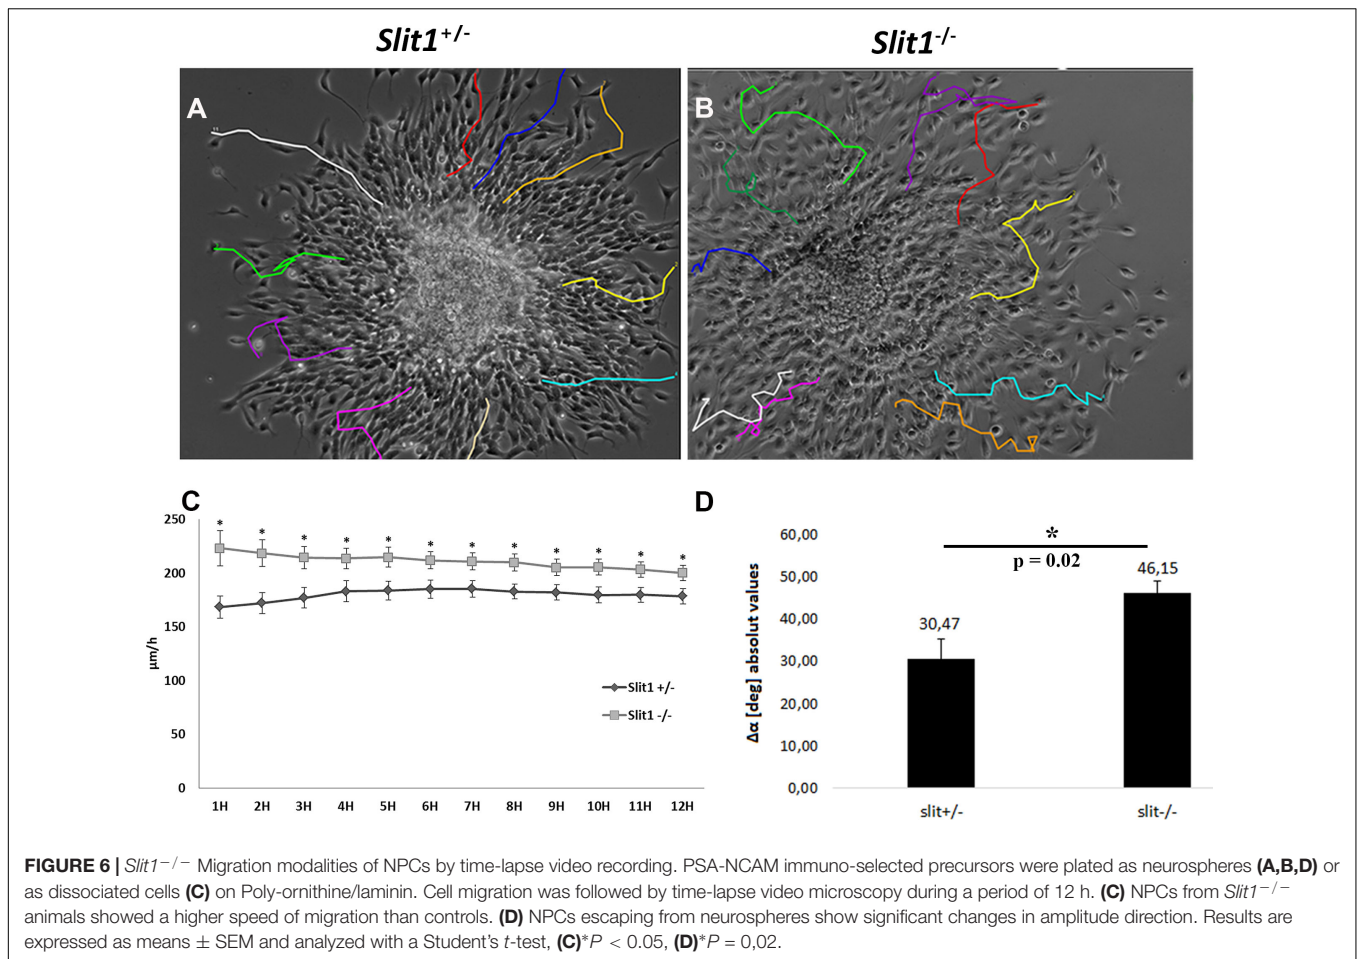 Slit1+/-
Slit1-/-
A
B
C
D
250
200
150
100
50
0
µm/h
* * * * * * * * * * * *
Slit1 +/-
Slit1 -/-
1H 2H 3H 4H 5H 6H 7H 8H 9H 10H 11H 12H
60,00
50,00
40,00
30,00
20,00
10,00
0,00
Δα [deg] absolut values
*
p = 0.02
30,47
46,15
slit+/-
slit-/-
FIGURE 6 | Slit1−/− Migration modalities of NPCs by time-lapse video recording. PSA-NCAM immuno-selected precursors were plated as neurospheres (A,B,D) or
as dissociated cells (C) on Poly-ornithine/laminin. Cell migration was followed by time-lapse video microscopy during a period of 12 h. (C) NPCs from Slit1−/−
animals showed a higher speed of migration than controls. (D) NPCs escaping from neurospheres show significant changes in amplitude direction. Results are
expressed as means ± SEM and analyzed with a Student's t-test, (C)*P < 0.05, (D)*P = 0,02.